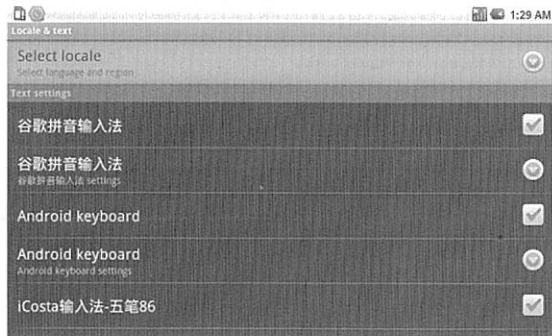 1:29 AM
Locale & text
Select locale
Select language and region
Text settings
谷歌拼音输入法
谷歌拼音输入法
谷歌拼音输入法 settings
Android keyboard
Android keyboard
Android keyboard settings
iCosta输入法-五笔86